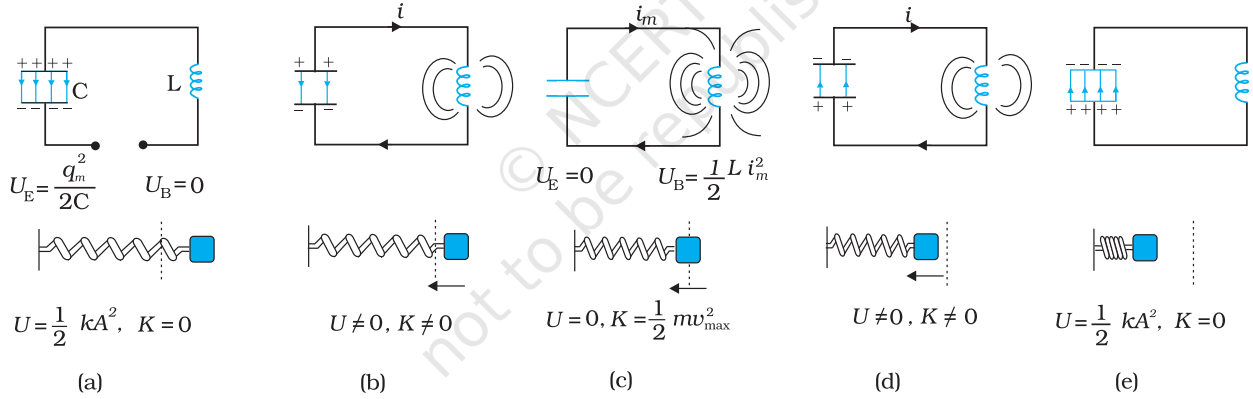 i
i_m
i
+ + + +
C
L
– – – –
+ +
– –
– –
+ +
– – – –
+ + + +
U_E = q_m^2 / 2C    U_B = 0
U_E = 0    U_B = 1/2 L i_m^2
U = 1/2 kA^2, K = 0
U ≠ 0, K ≠ 0
U = 0, K = 1/2 mv_max^2
U ≠ 0, K ≠ 0
U = 1/2 kA^2, K = 0
(a)
(b)
(c)
(d)
(e)
© NCERT
not to be republis